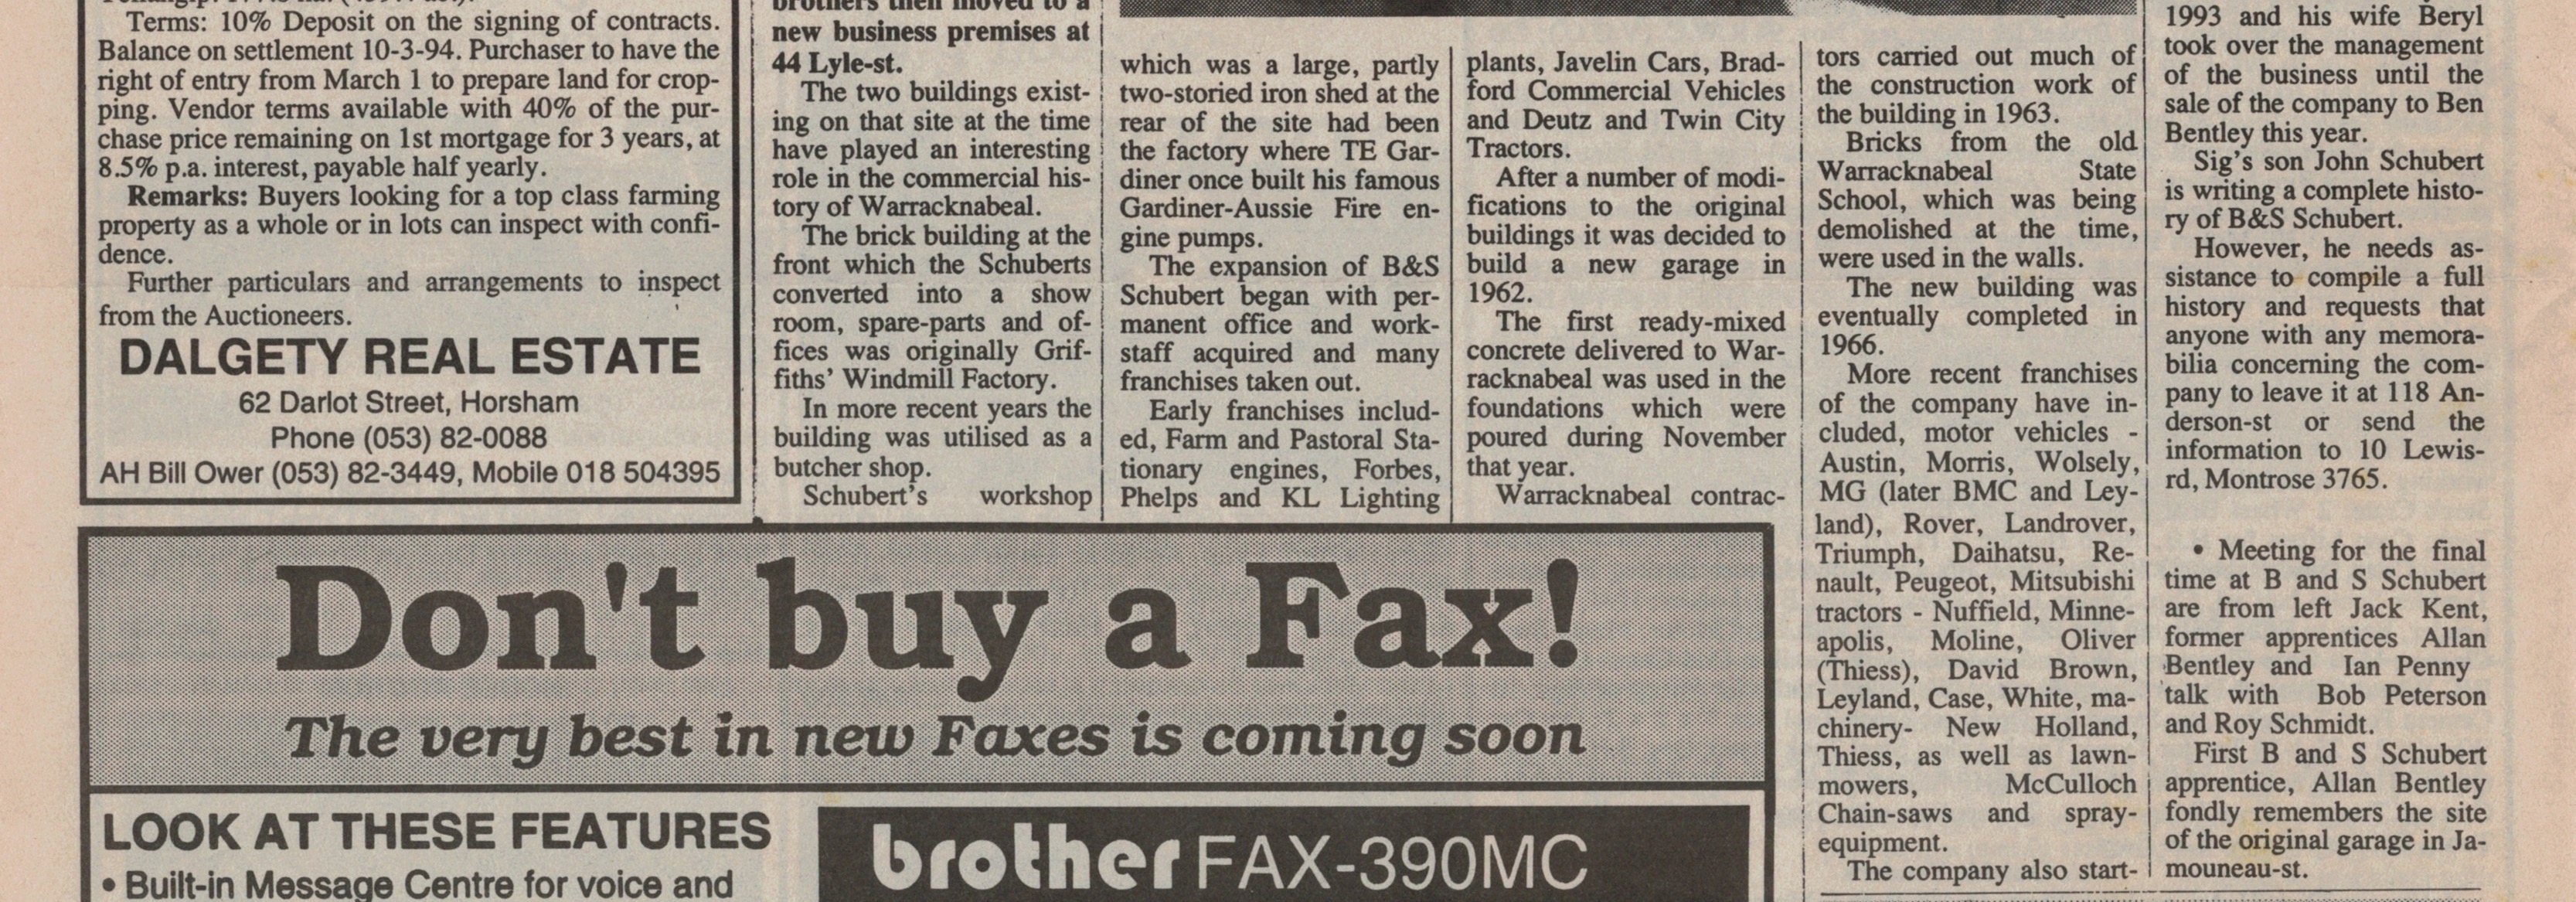 Terms: 10% Deposit on the signing of contracts.
Balance on settlement 10-3-94. Purchaser to have the
right of entry from March 1 to prepare land for crop-
ping. Vendor terms available with 40% of the pur-
chase price remaining on 1st mortgage for 3 years, at
8.5% p.a. interest, payable half yearly.
Remarks: Buyers looking for a top class farming
property as a whole or in lots can inspect with confi-
dence.
Further particulars and arrangements to inspect
from the Auctioneers.
DALGETY REAL ESTATE
62 Darlot Street, Horsham
Phone (053) 82-0088
AH Bill Ower (053) 82-3449, Mobile 018 504395
brothers then moved to a
new business premises at
44 Lyle-st.
The two buildings exist-
ing on that site at the time
have played an interesting
role in the commercial his-
tory of Warracknabeal.
The brick building at the
front which the Schuberts
converted into a show
room, spare-parts and of-
fices was originally Grif-
fiths' Windmill Factory.
In more recent years the
building was utilised as a
butcher shop.
Schubert's workshop
which was a large, partly
two-storied iron shed at the
rear of the site had been
the factory where TE Gar-
diner once built his famous
Gardiner-Aussie Fire en-
gine pumps.
The expansion of B&S
Schubert began with per-
manent office and work-
staff acquired and many
franchises taken out.
Early franchises includ-
ed, Farm and Pastoral Sta-
tionary engines, Forbes,
Phelps and KL Lighting
plants, Javelin Cars, Brad-
ford Commercial Vehicles
and Deutz and Twin City
Tractors.
After a number of modi-
fications to the original
buildings it was decided to
build a new garage in
1962.
The first ready-mixed
concrete delivered to War-
racknabeal was used in the
foundations which were
poured during November
that year.
Warracknabeal contrac-
tors carried out much of
the construction work of
the building in 1963.
Bricks from the old
Warracknabeal State
School, which was being
demolished at the time,
were used in the walls.
The new building was
eventually completed in
1966.
More recent franchises
of the company have in-
cluded, motor vehicles -
Austin, Morris, Wolsely,
MG (later BMC and Ley-
land), Rover, Landrover,
Triumph, Daihatsu, Re-
nault, Peugeot, Mitsubishi
tractors - Nuffield, Minne-
apolis, Moline, Oliver
(Thiess), David Brown,
Leyland, Case, White, ma-
chinery- New Holland,
Thiess, as well as lawn-
mowers, McCulloch
Chain-saws and spray-
equipment.
The company also start-
1993 and his wife Beryl
took over the management
of the business until the
sale of the company to Ben
Bentley this year.
Sig's son John Schubert
is writing a complete histo-
ry of B&S Schubert.
However, he needs as-
sistance to compile a full
history and requests that
anyone with any memora-
bilia concerning the com-
pany to leave it at 118 An-
derson-st or send the
information to 10 Lewis-
rd, Montrose 3765.
• Meeting for the final
time at B and S Schubert
are from left Jack Kent,
former apprentices Allan
Bentley and Ian Penny
talk with Bob Peterson
and Roy Schmidt.
First B and S Schubert
apprentice, Allan Bentley
fondly remembers the site
of the original garage in Ja-
mouneau-st.
Don't buy a Fax!
The very best in new Faxes is coming soon
LOOK AT THESE FEATURES
• Built-in Message Centre for voice and
brother FAX-390MC